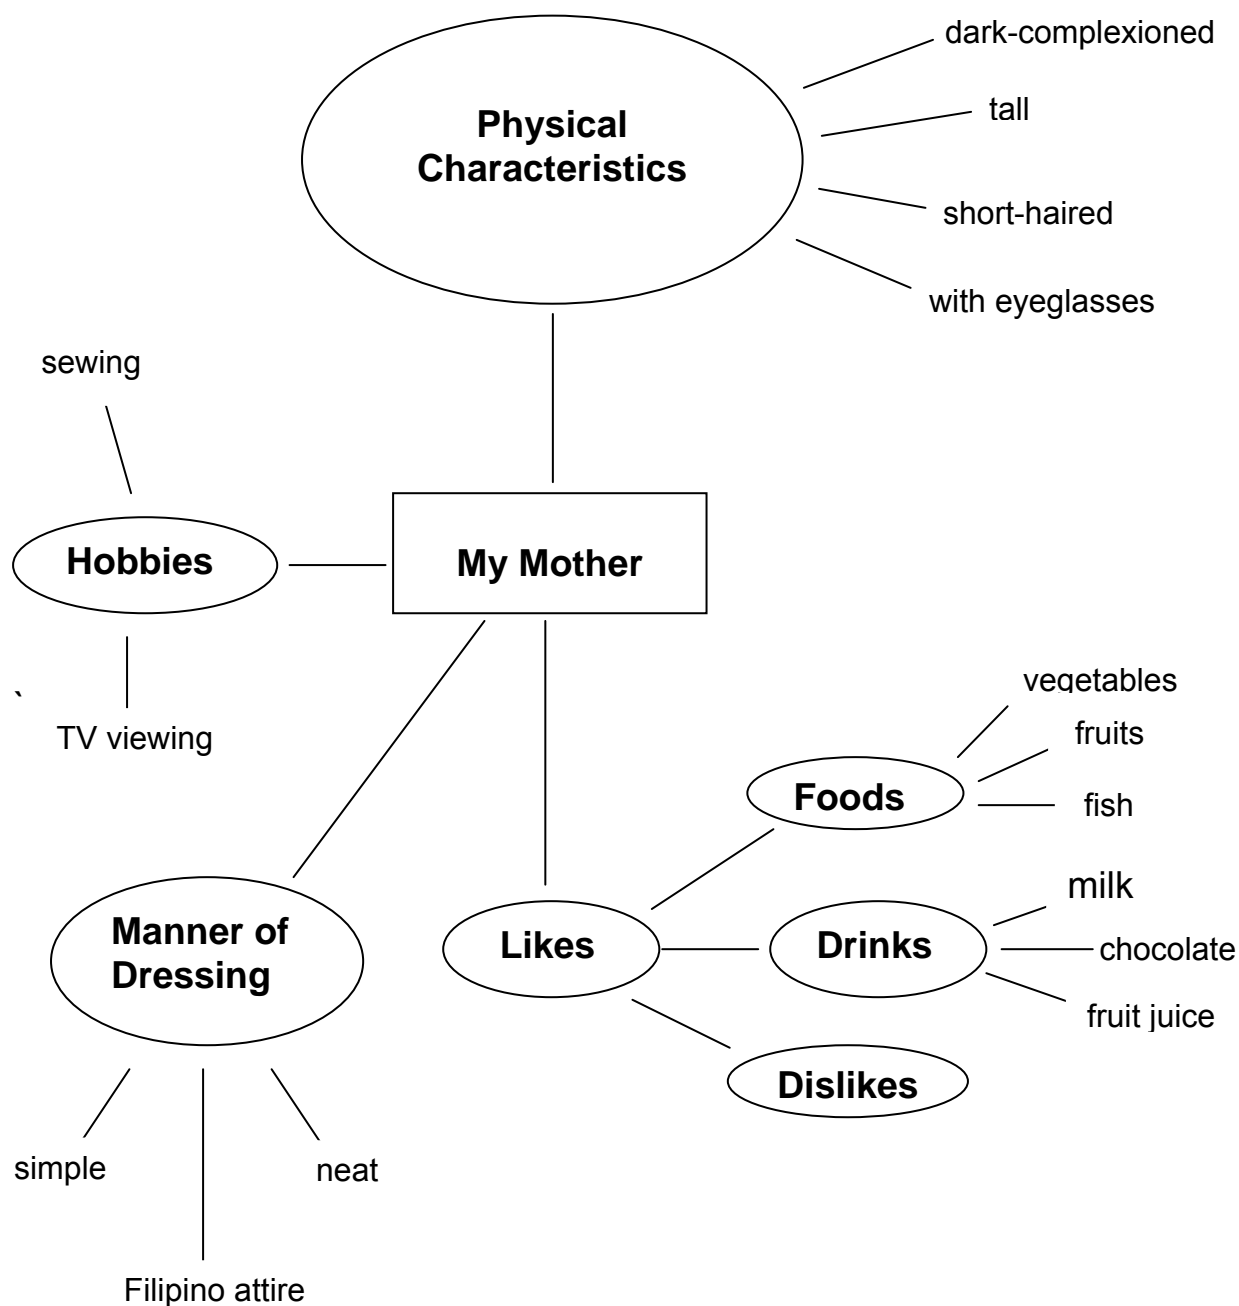 dark-complexioned
tall
Physical
Characteristics
short-haired
with eyeglasses
sewing
Hobbies
My Mother
TV viewing
`
vegetables
fruits
Foods
fish
milk
Manner of
Dressing
Likes
Drinks
chocolate
fruit juice
Dislikes
simple
neat
Filipino attire